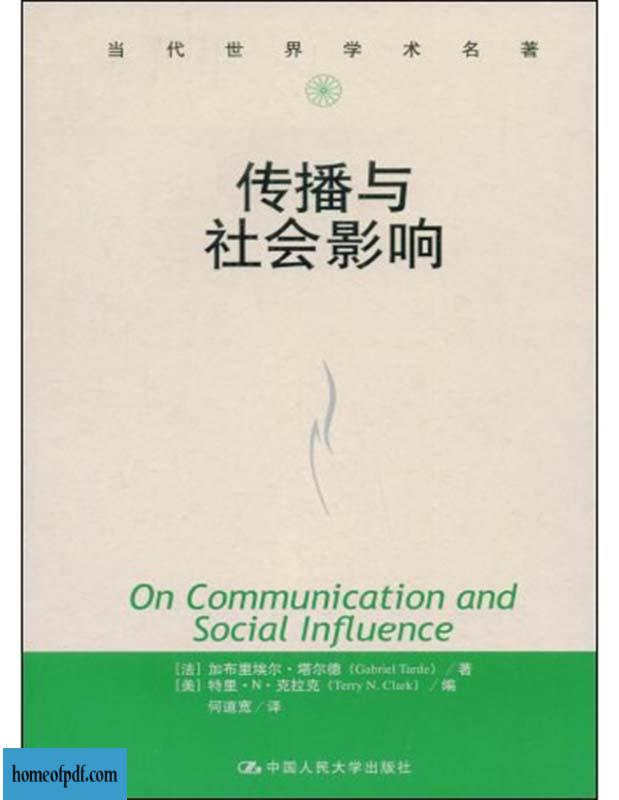 当代世界学术名著
传播与
社会影响
On Communication and
Social Influence
［法］加布里埃尔·塔尔德（Gabriel Tarde）／著
［美］特里·N·克拉克（Terry N. Clark）／编
何道宽／译
中国人民大学出版社
homeofpdf.com